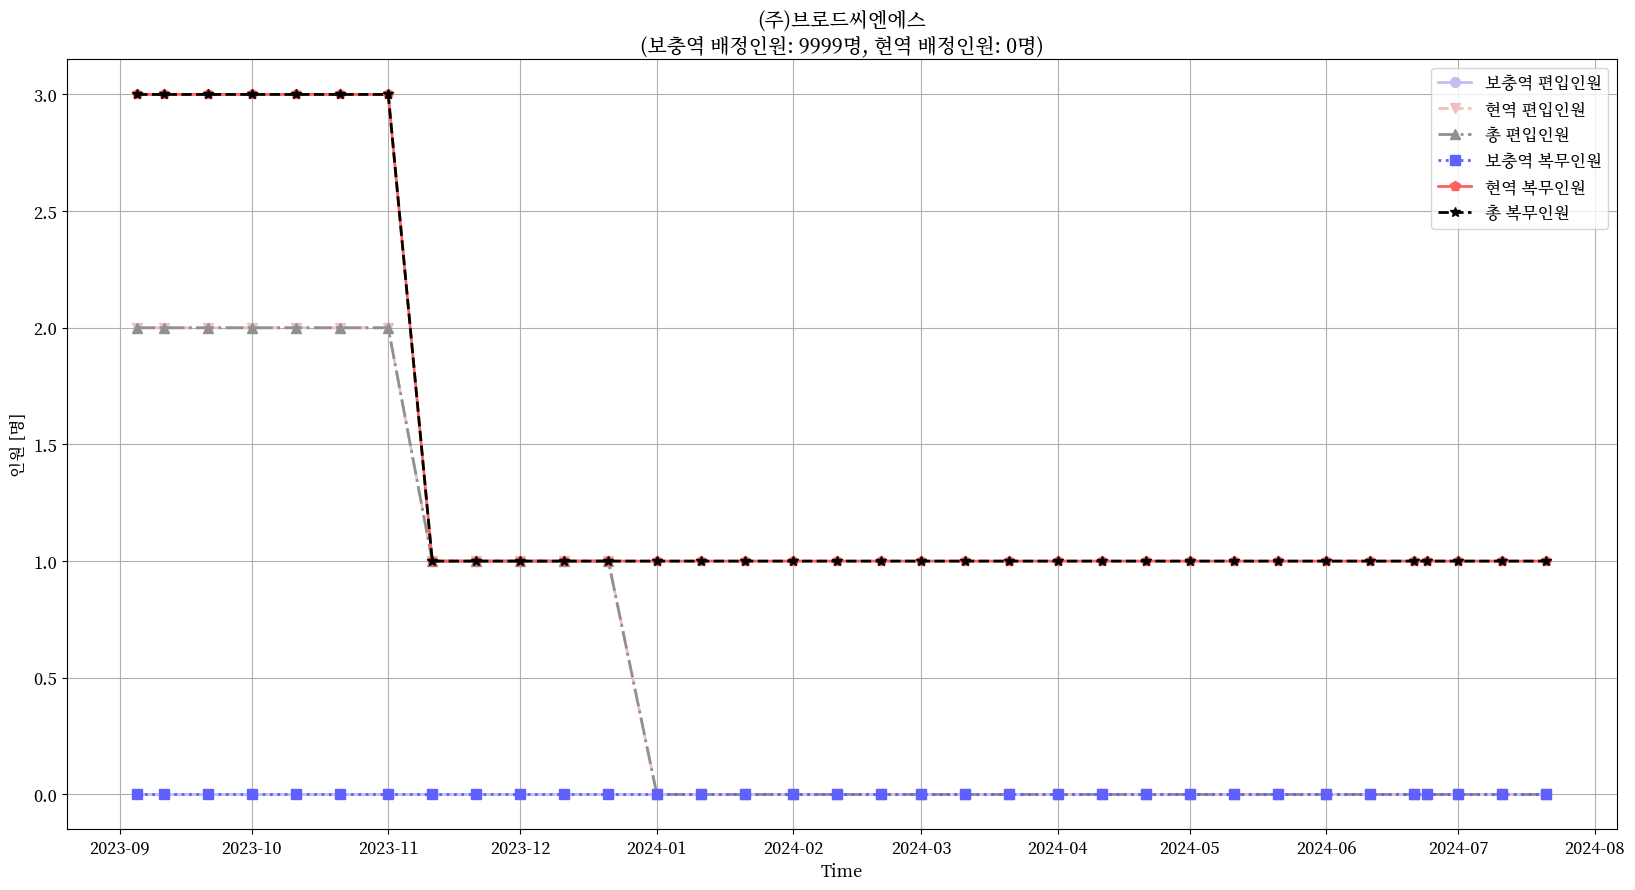 (주)브로드씨엔에스
(보충역 배정인원: 9999명, 현역 배정인원: 0명)
보충역 편입인원
현역 편입인원
총 편입인원
보충역 복무인원
현역 복무인원
총 복무인원
인원 [명]
3.0
2.5
2.0
1.5
1.0
0.5
0.0
2023-09 2023-10 2023-11 2023-12 2024-01 2024-02 2024-03 2024-04 2024-05 2024-06 2024-07 2024-08
Time